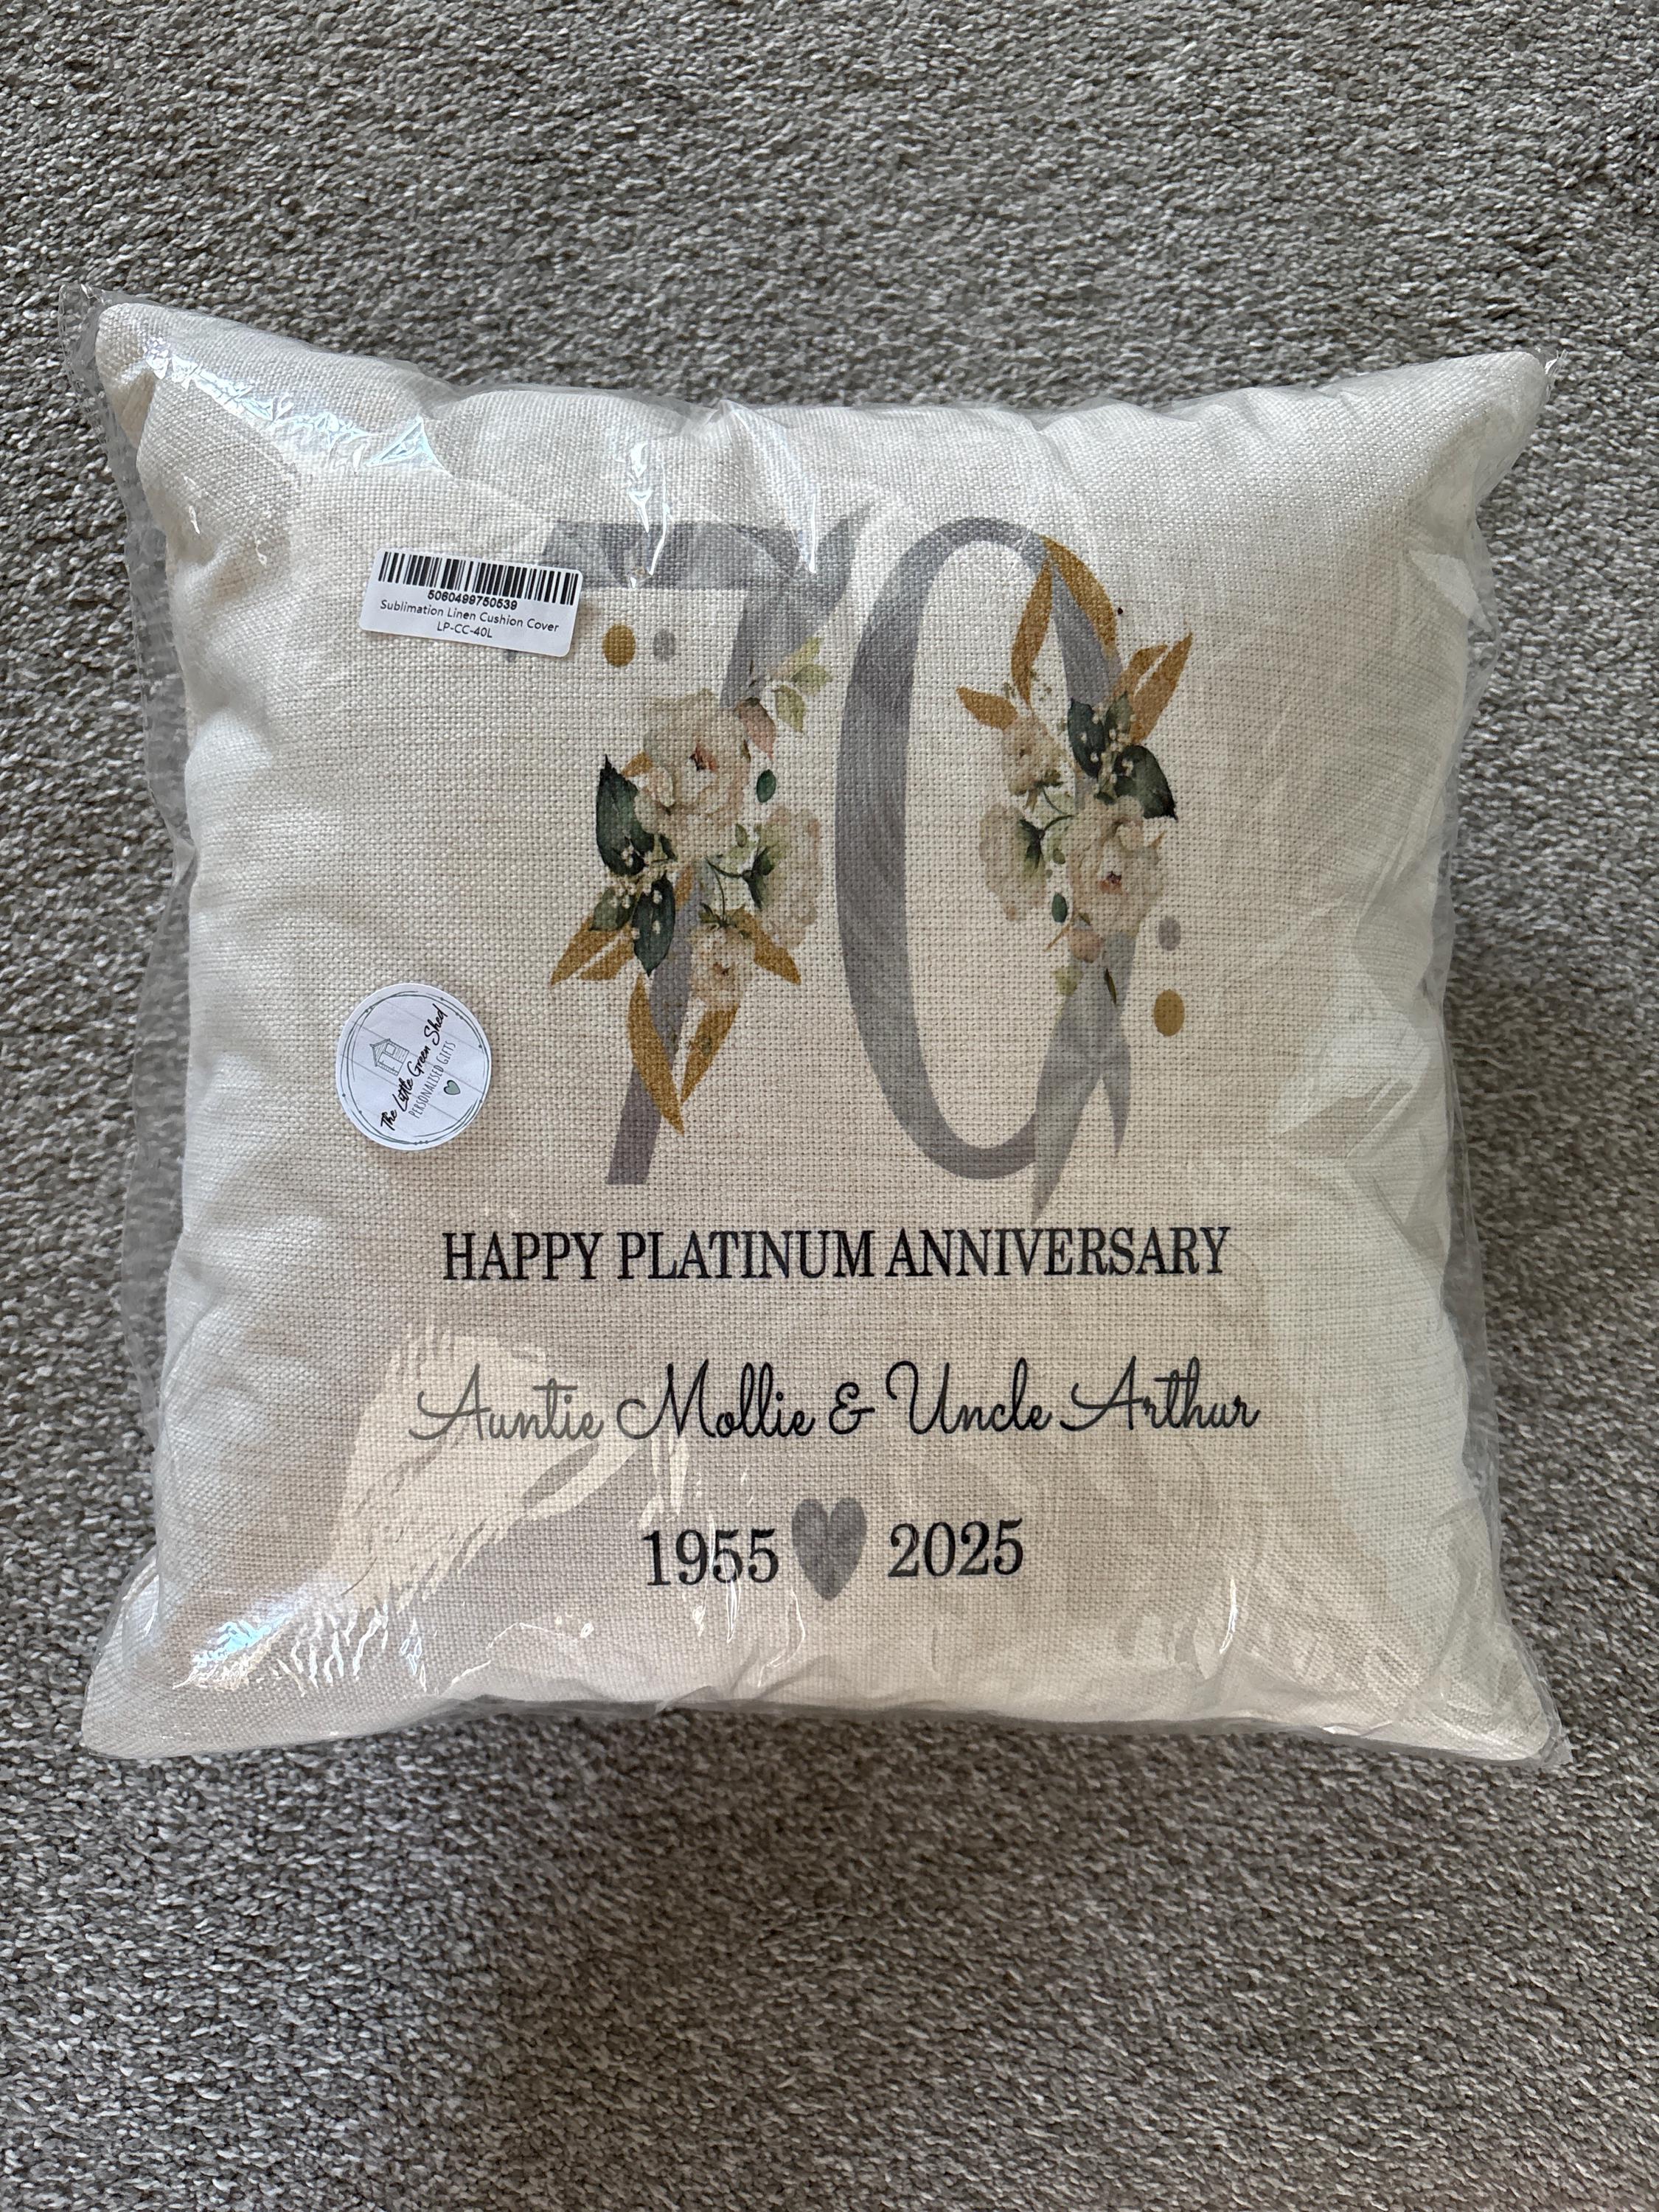 70
5060499750539
Sublimation Linen Cushion Cover
LP-CC-40L
The Little Green Shed
PERSONALISED GIFTS
HAPPY PLATINUM ANNIVERSARY
Auntie Mollie & Uncle Arthur
1955 2025